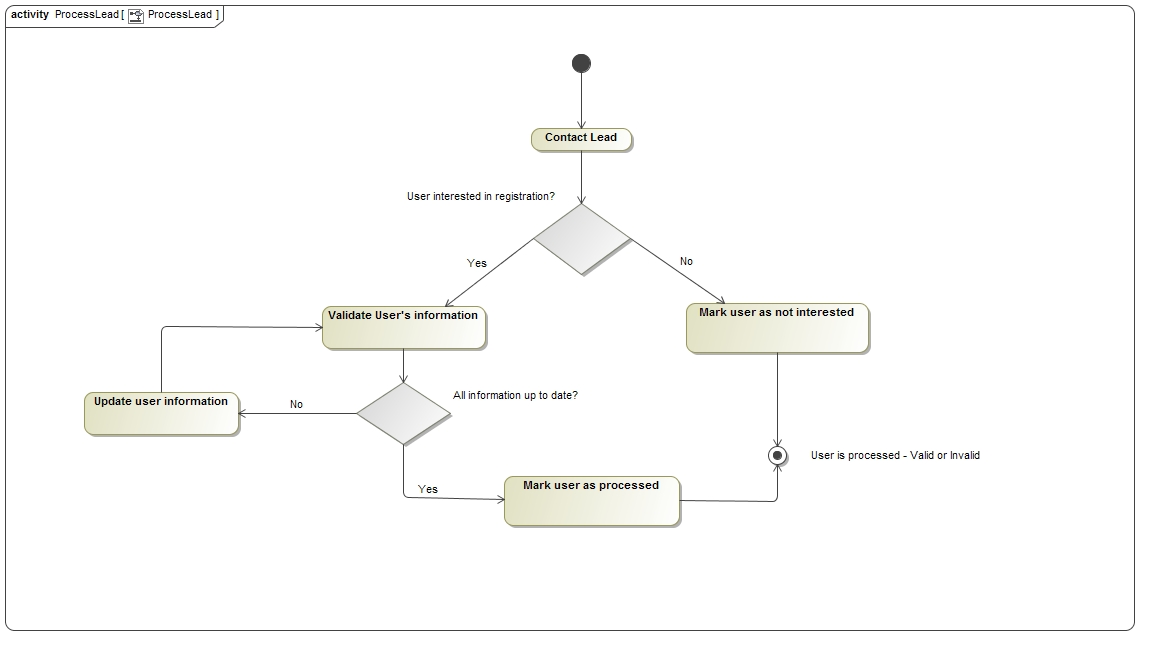 activity ProcessLead[ ProcessLead ]
Contact Lead
User interested in registration?
Yes
No
Validate User's information
Mark user as not interested
All information up to date?
Update user information
No
User is processed - Valid or Invalid
Yes
Mark user as processed